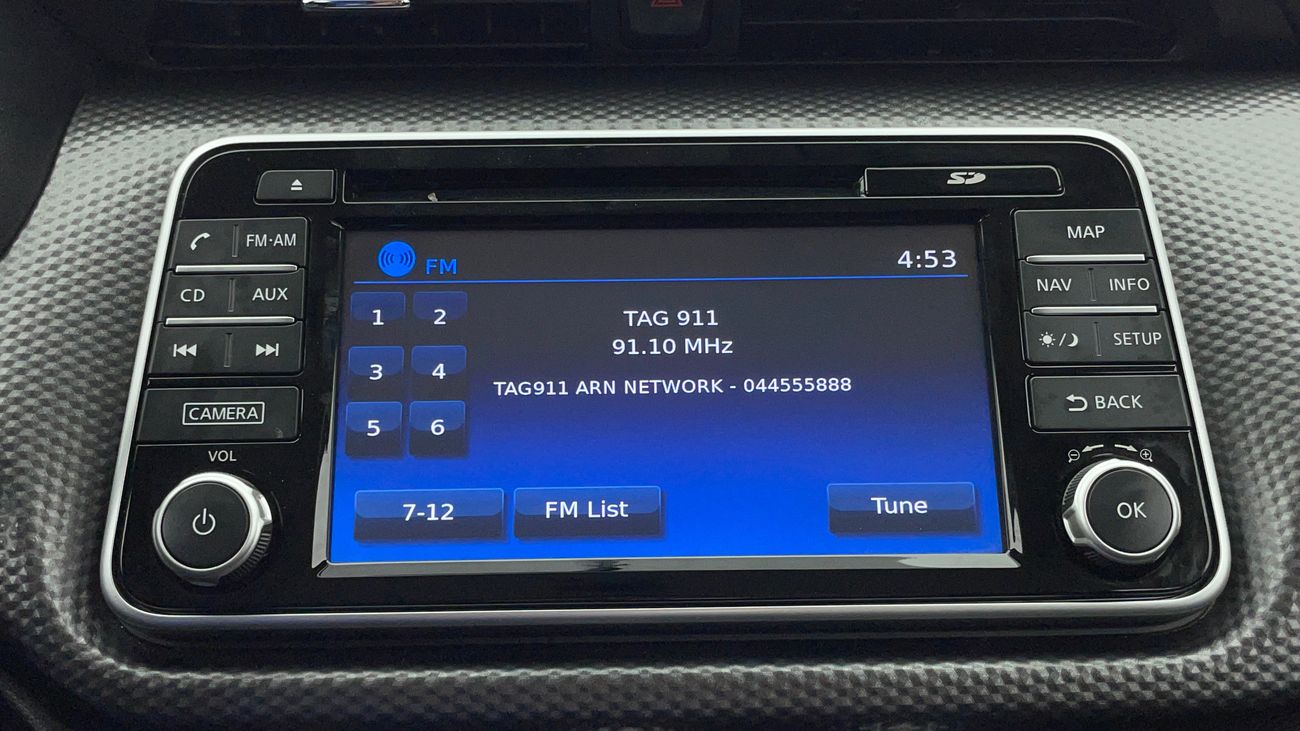 SD
FM·AM
CD AUX
CAMERA
VOL
FM
4:53
1 2
3 4
5 6
TAG 911
91.10 MHz
TAG911 ARN NETWORK - 044555888
7-12 FM List Tune
MAP
NAV INFO
SETUP
BACK
OK